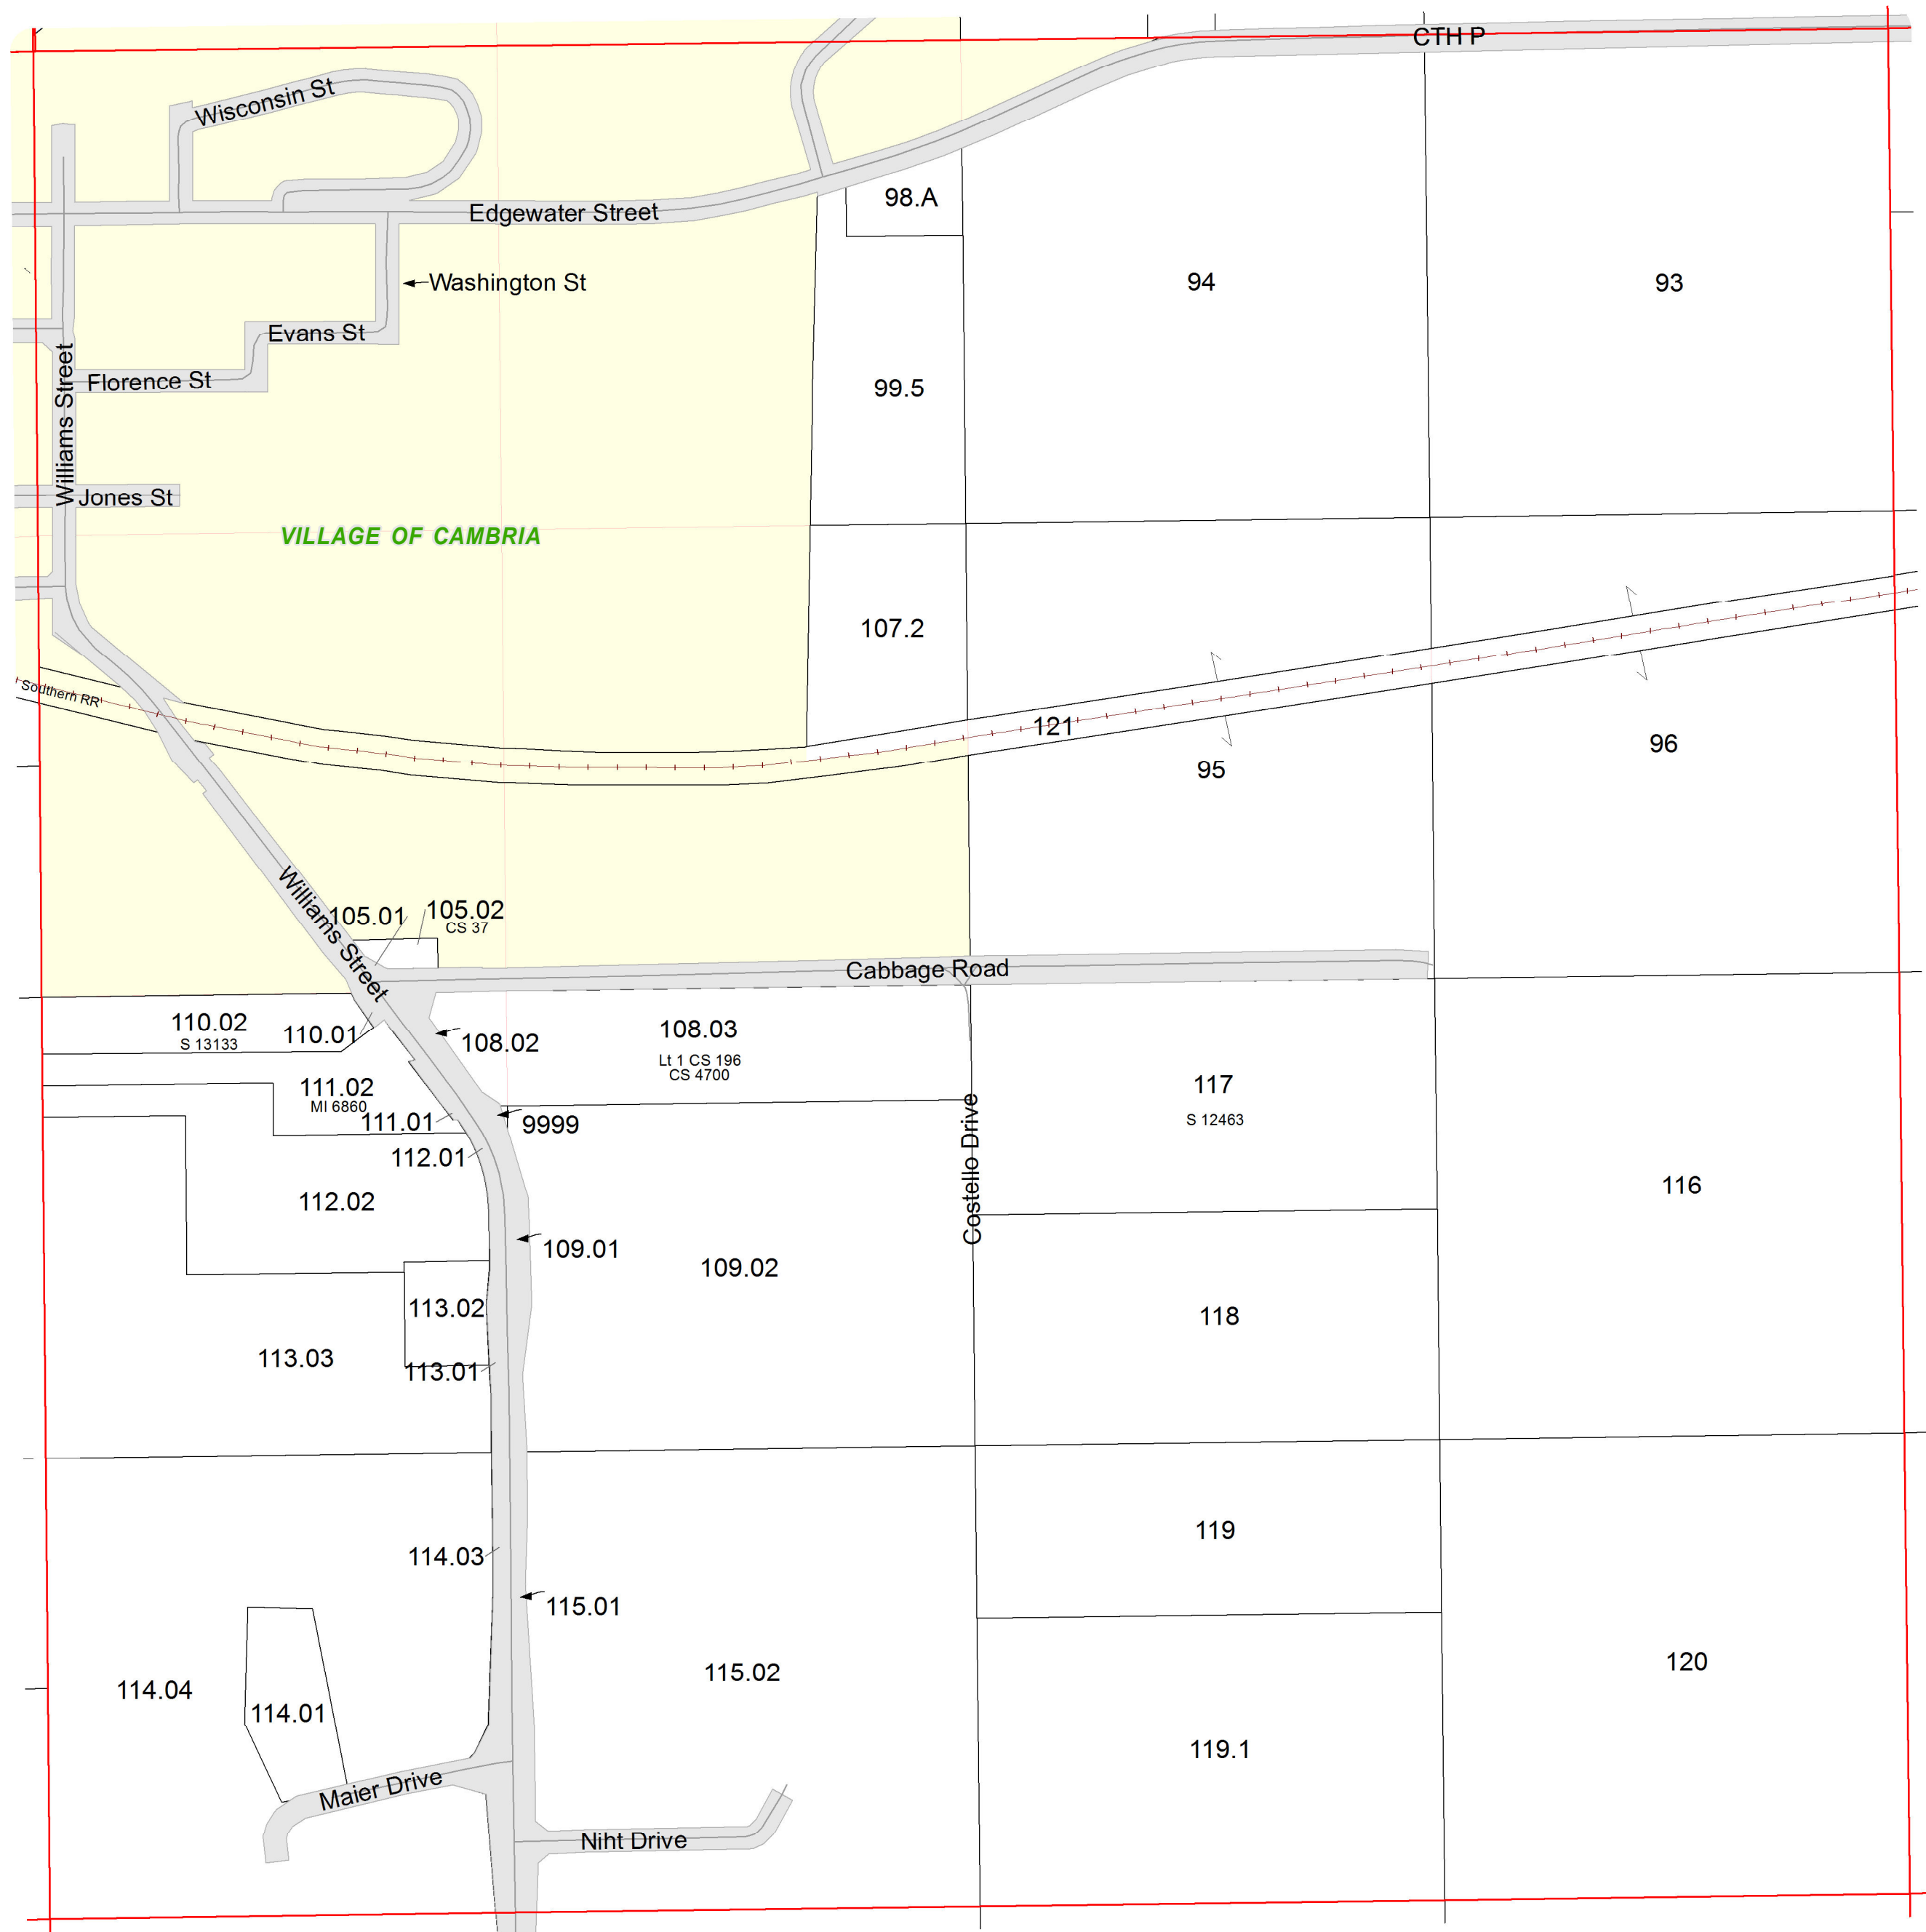 CTH P
Wisconsin St
98.A
Edgewater Street
Washington St
94
93
Evans St
Williams Street
Florence St
99.5
Jones St
VILLAGE OF CAMBRIA
107.2
Southern RR
121
96
95
Williams Street
105.01
105.02
CS 37
Cabbage Road
110.02
S 13133
110.01
108.02
108.03
Lt 1 CS 196
CS 4700
117
S 12463
111.02
MI 6860
111.01
9999
Costello Drive
112.01
116
112.02
109.01
109.02
113.02
118
113.03
113.01
119
114.03
115.01
115.02
120
114.04
114.01
119.1
Maier Drive
Niht Drive